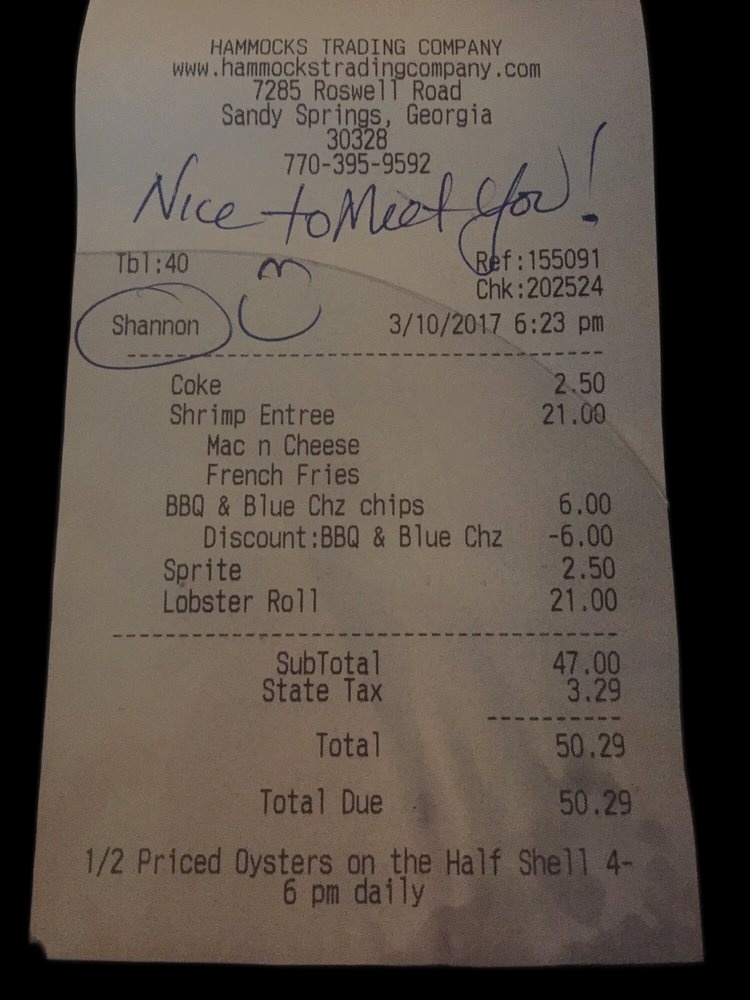 HAMMOCKS TRADING COMPANY
www.hammockstradingcompany.com
7285 Roswell Road
Sandy Springs, Georgia
30328
770-395-9592
Nice to Meet You!
Tbl:40 Ref:155091
Chk:202524
Shannon 3/10/2017 6:23 pm
Coke 2.50
Shrimp Entree 21.00
Mac n Cheese
French Fries
BBQ & Blue Chz chips 6.00
Discount:BBQ & Blue Chz -6.00
Sprite 2.50
Lobster Roll 21.00
SubTotal 47.00
State Tax 3.29
Total 50.29
Total Due 50.29
1/2 Priced Oysters on the Half Shell 4-
6 pm daily